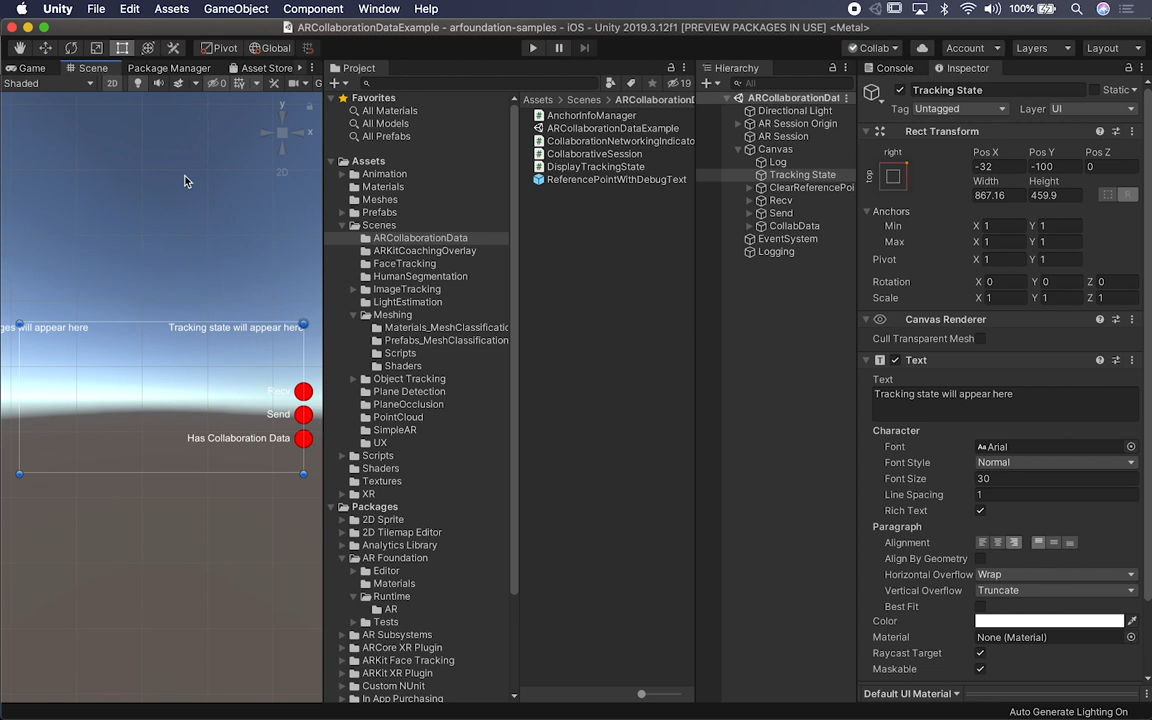 Unity File Edit Assets GameObject Component Window Help 100%
ARCollaborationDataExample - arfoundation-samples - iOS - Unity 2019.3.12f1 [PREVIEW PACKAGES IN USE] <Metal>
Pivot Global Collab Account Layers Layout
Game Scene Package Manager Asset Store
Shaded 2D 0
y
x
2D
ges will appear here Tracking state will appear here
Recv
Send
Has Collaboration Data
Project
19
Favorites
All Materials
All Models
All Prefabs
Assets
Animation
Materials
Meshes
Prefabs
Scenes
ARCollaborationData
ARKitCoachingOverlay
FaceTracking
HumanSegmentation
ImageTracking
LightEstimation
Meshing
Materials_MeshClassificatio
Prefabs_MeshClassification
Scripts
Shaders
Object Tracking
Plane Detection
PlaneOcclusion
PointCloud
SimpleAR
UX
Scripts
Shaders
Textures
XR
Packages
2D Sprite
2D Tilemap Editor
Analytics Library
AR Foundation
Editor
Materials
Runtime
AR
Tests
AR Subsystems
ARCore XR Plugin
ARKit Face Tracking
ARKit XR Plugin
Custom NUnit
In App Purchasing
Assets Scenes ARCollaborationD
AnchorInfoManager
ARCollaborationDataExample
CollaborationNetworkingIndicato
CollaborativeSession
DisplayTrackingState
ReferencePointWithDebugText
Hierarchy
All
ARCollaborationDat
Directional Light
AR Session Origin
AR Session
Canvas
Log
Tracking State
ClearReferencePoi
Recv
Send
CollabData
EventSystem
Logging
Console Inspector
Tracking State Static
Tag Untagged Layer UI
Rect Transform
right Pos X Pos Y Pos Z
top -32 -100 0
Width Height
867.16 459.9 R
Anchors
Min X 1 Y 1
Max X 1 Y 1
Pivot X 1 Y 1
Rotation X 0 Y 0 Z 0
Scale X 1 Y 1 Z 1
Canvas Renderer
Cull Transparent Mesh
T Text
Text
Tracking state will appear here
Character
Font Aa Arial
Font Style Normal
Font Size 30
Line Spacing 1
Rich Text
Paragraph
Alignment
Align By Geometry
Horizontal Overflow Wrap
Vertical Overflow Truncate
Best Fit
Color
Material None (Material)
Raycast Target
Maskable
Default UI Material
Auto Generate Lighting On